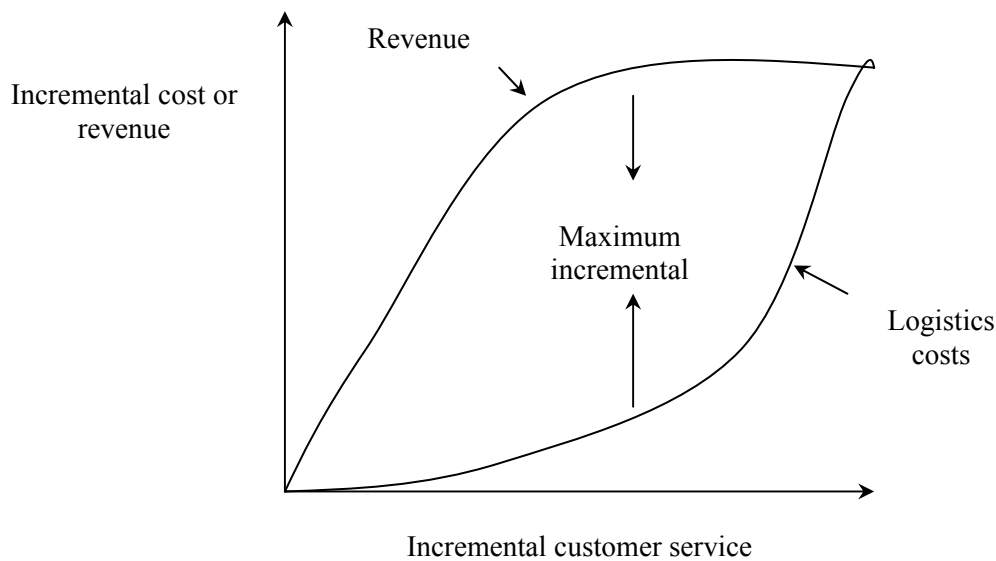 Revenue
Incremental cost or
revenue
Maximum
incremental
Logistics
costs
Incremental customer service